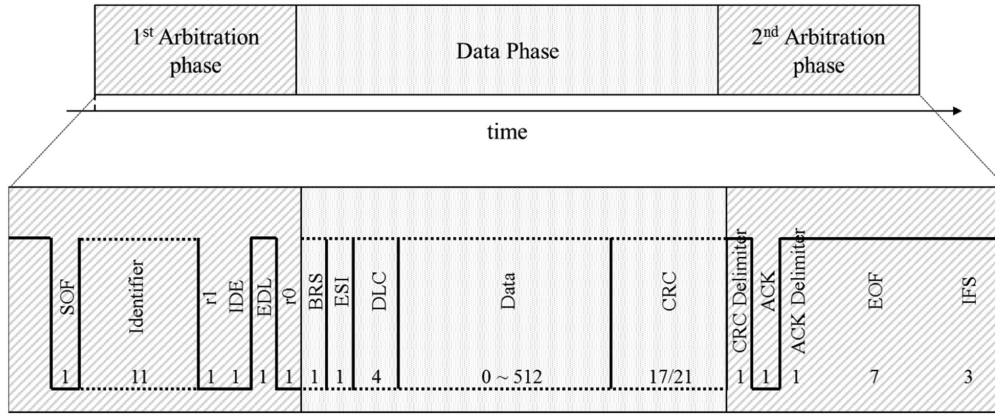 1st Arbitration
phase
Data Phase
2nd Arbitration
phase
time
SOF
Identifier
r1
IDE
EDL
r0
BRS
ESI
DLC
Data
CRC
CRC Delimiter
ACK
ACK Delimiter
EOF
IFS
1
11
1
1
1
1
1
1
4
0 ~ 512
17/21
1
1
1
7
3